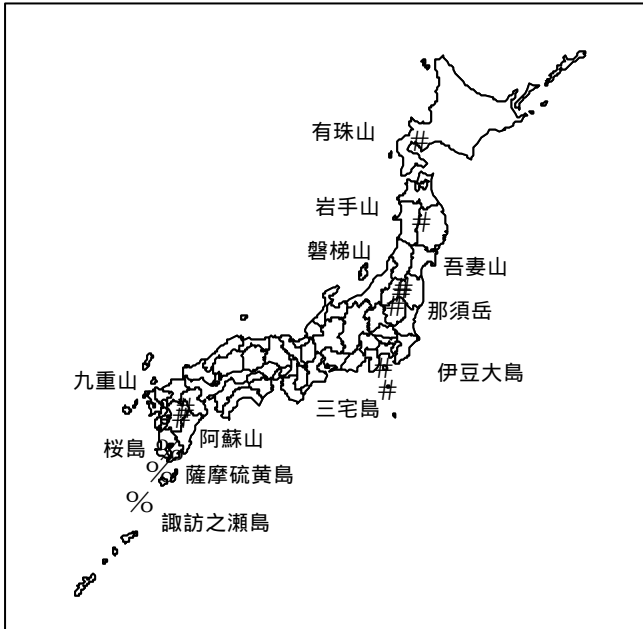 有珠山
岩手山
磐梯山
吾妻山
那須岳
伊豆大島
九重山
三宅島
阿蘇山
桜島
薩摩硫黄島
諏訪之瀬島
#
#
#
#
#
#
#
#
#
%
%
%